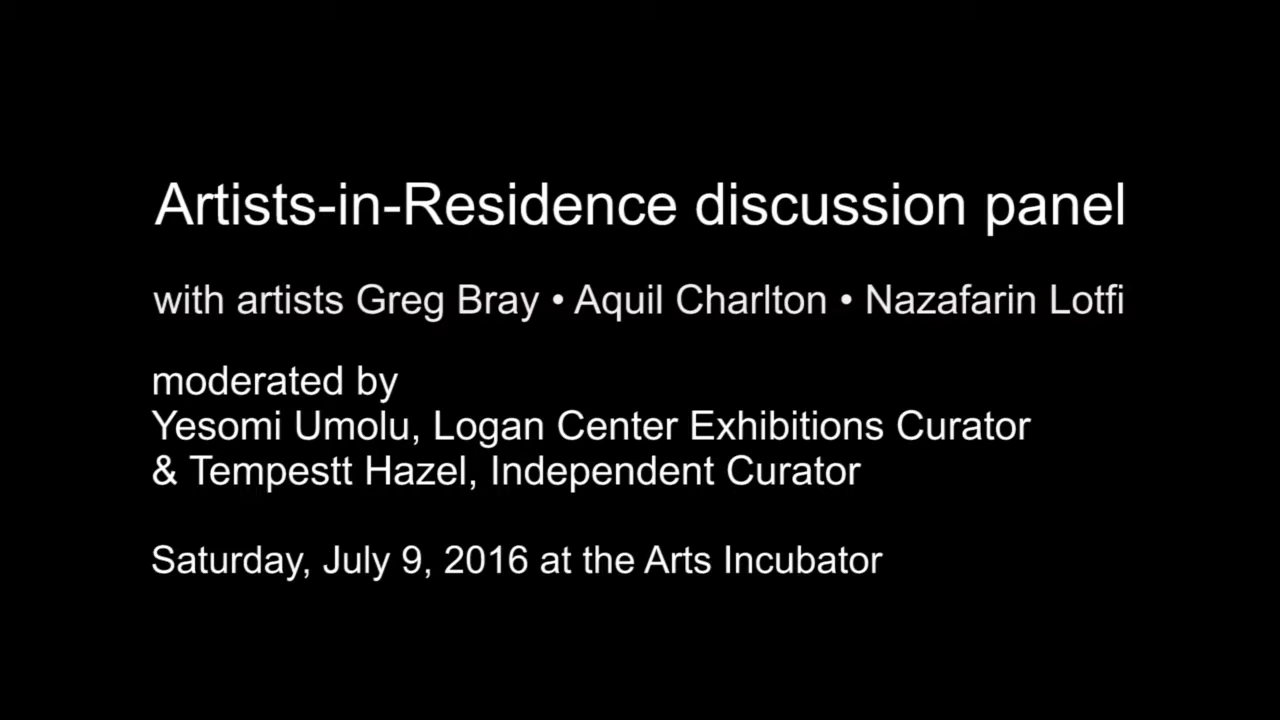 Artists-in-Residence discussion panel
with artists Greg Bray • Aquil Charlton • Nazafarin Lotfi
moderated by
Yesomi Umolu, Logan Center Exhibitions Curator
& Tempestt Hazel, Independent Curator
Saturday, July 9, 2016 at the Arts Incubator